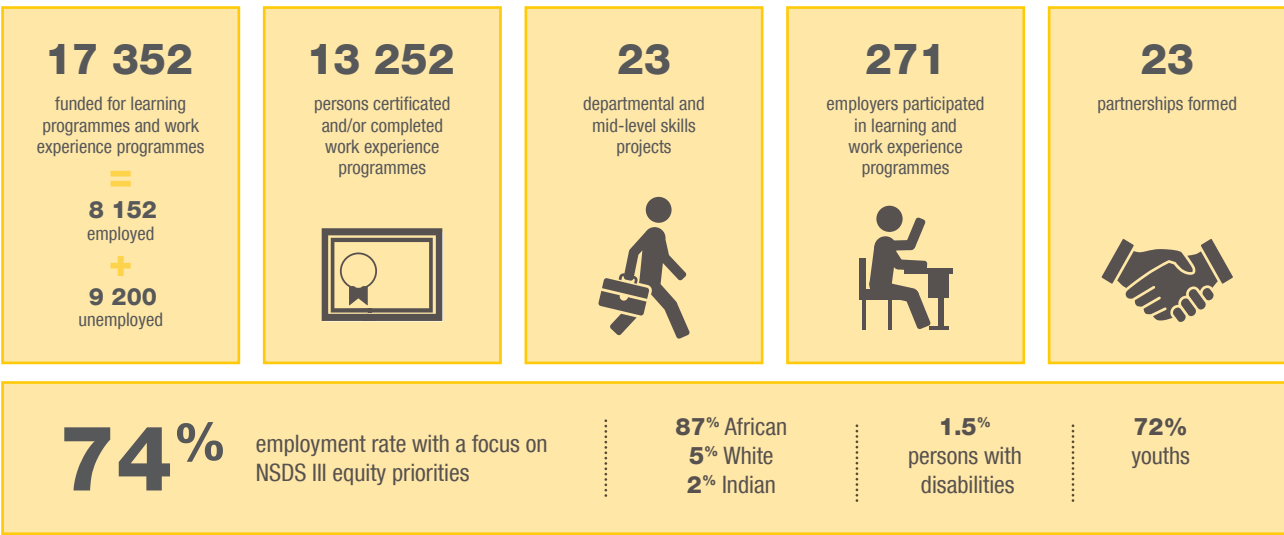 17 352
funded for learning
programmes and work
experience programmes
=
8 152
employed
+
9 200
unemployed
13 252
persons certificated
and/or completed
work experience
programmes
23
departmental and
mid-level skills
projects
271
employers participated
in learning and
work experience
programmes
23
partnerships formed
74%
employment rate with a focus on
NSDS III equity priorities
87% African
5% White
2% Indian
1.5%
persons with
disabilities
72%
youths